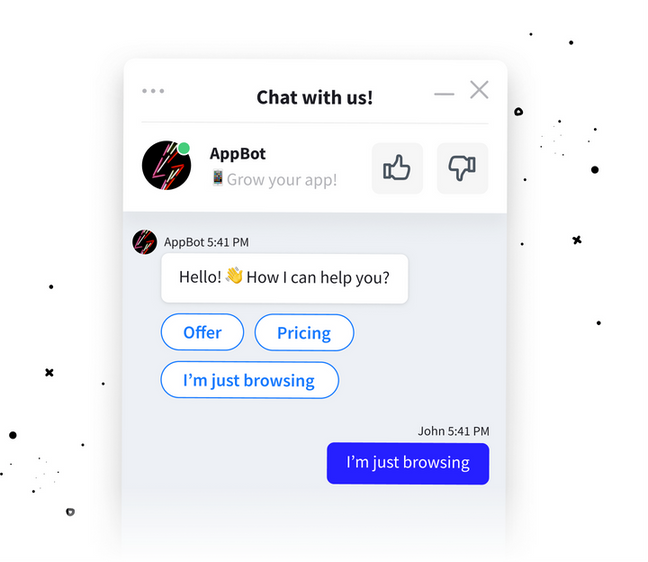 Chat with us!
AppBot
📱Grow your app!
AppBot 5:41 PM
Hello! 👋 How I can help you?
Offer
Pricing
I’m just browsing
John 5:41 PM
I’m just browsing